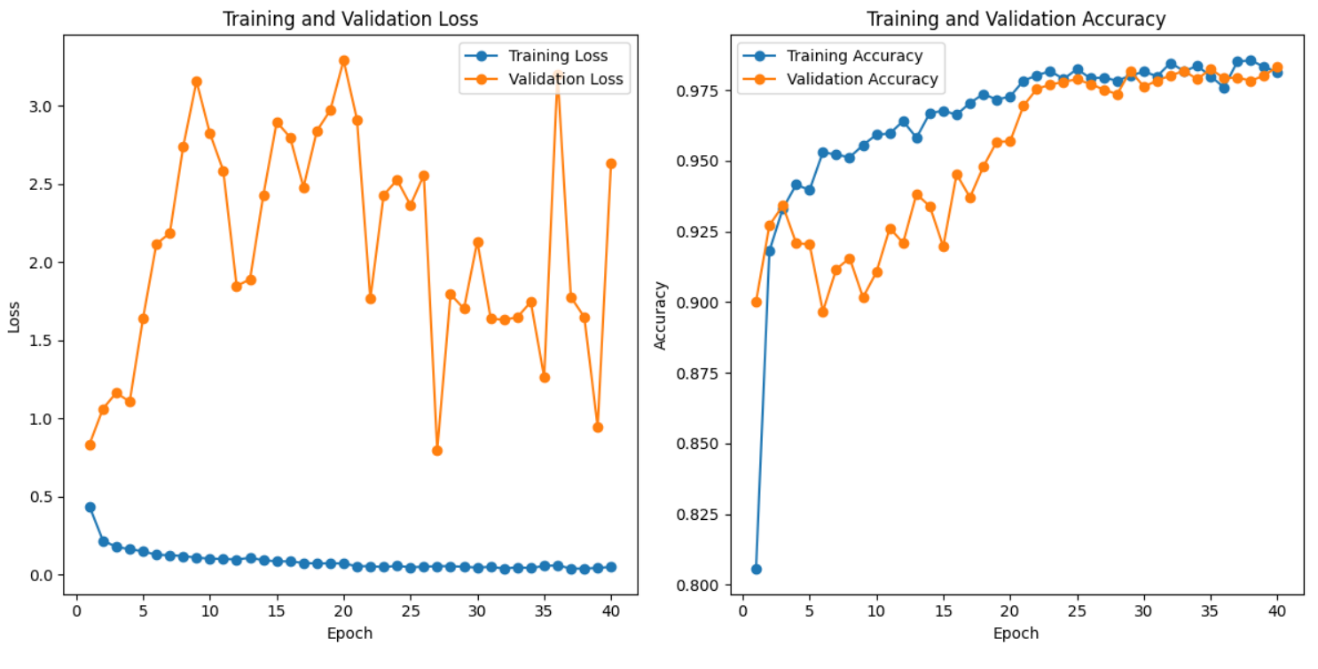 Training and Validation Loss
Training Loss
Validation Loss
3.0
2.5
2.0
1.5
1.0
0.5
0.0
Loss
0 5 10 15 20 25 30 35 40
Epoch
Training and Validation Accuracy
Training Accuracy
Validation Accuracy
0.975
0.950
0.925
0.900
0.875
0.850
0.825
0.800
Accuracy
0 5 10 15 20 25 30 35 40
Epoch